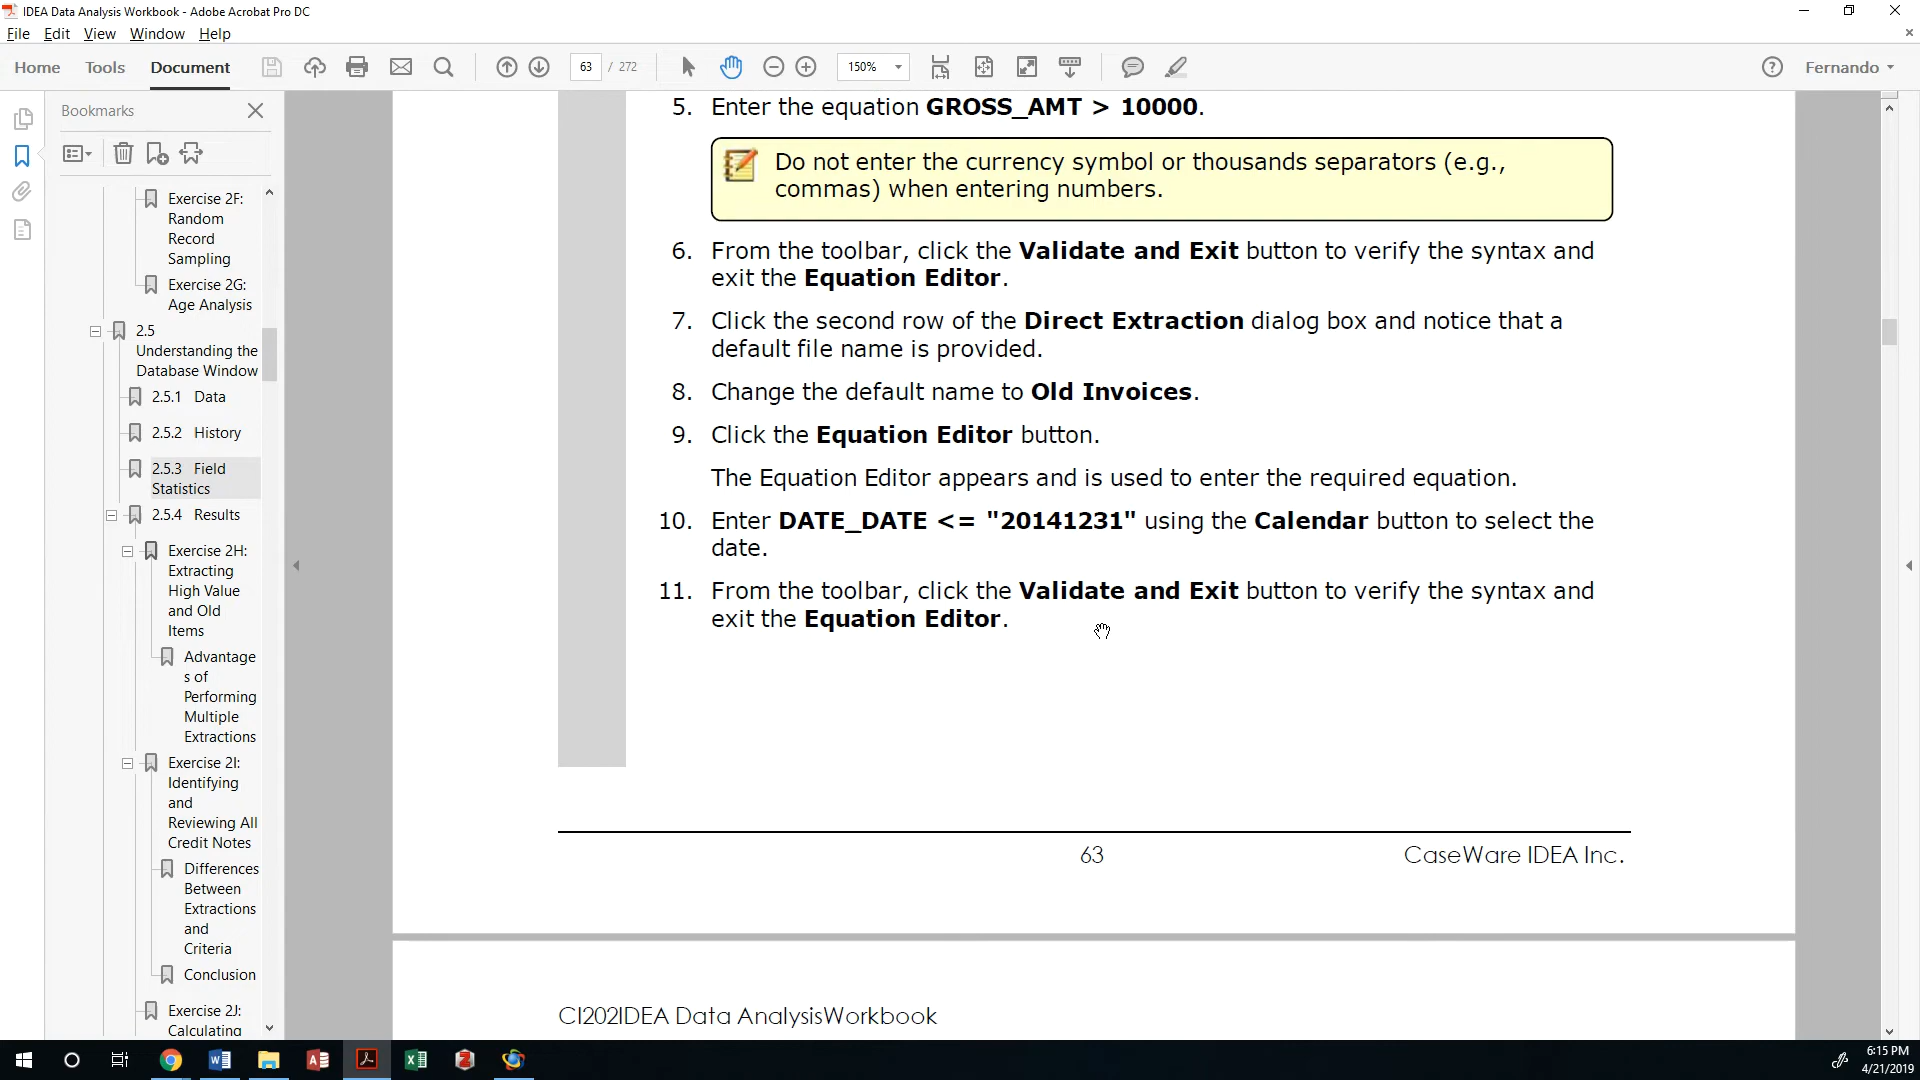 IDEA Data Analysis Workbook - Adobe Acrobat Pro DC
File Edit View Window Help
Home Tools Document 63 / 272 150% Fernando
Bookmarks
Exercise 2F:
Random
Record
Sampling
Exercise 2G:
Age Analysis
2.5
Understanding the
Database Window
2.5.1 Data
2.5.2 History
2.5.3 Field
Statistics
2.5.4 Results
Exercise 2H:
Extracting
High Value
and Old
Items
Advantage
s of
Performing
Multiple
Extractions
Exercise 2I:
Identifying
and
Reviewing All
Credit Notes
Differences
Between
Extractions
and
Criteria
Conclusion
Exercise 2J:
Calculating
5. Enter the equation GROSS_AMT > 10000.
Do not enter the currency symbol or thousands separators (e.g.,
commas) when entering numbers.
6. From the toolbar, click the Validate and Exit button to verify the syntax and
exit the Equation Editor.
7. Click the second row of the Direct Extraction dialog box and notice that a
default file name is provided.
8. Change the default name to Old Invoices.
9. Click the Equation Editor button.
The Equation Editor appears and is used to enter the required equation.
10. Enter DATE_DATE <= "20141231" using the Calendar button to select the
date.
11. From the toolbar, click the Validate and Exit button to verify the syntax and
exit the Equation Editor.
63 CaseWare IDEA Inc.
CI202IDEA Data AnalysisWorkbook
6:15 PM
4/21/2019